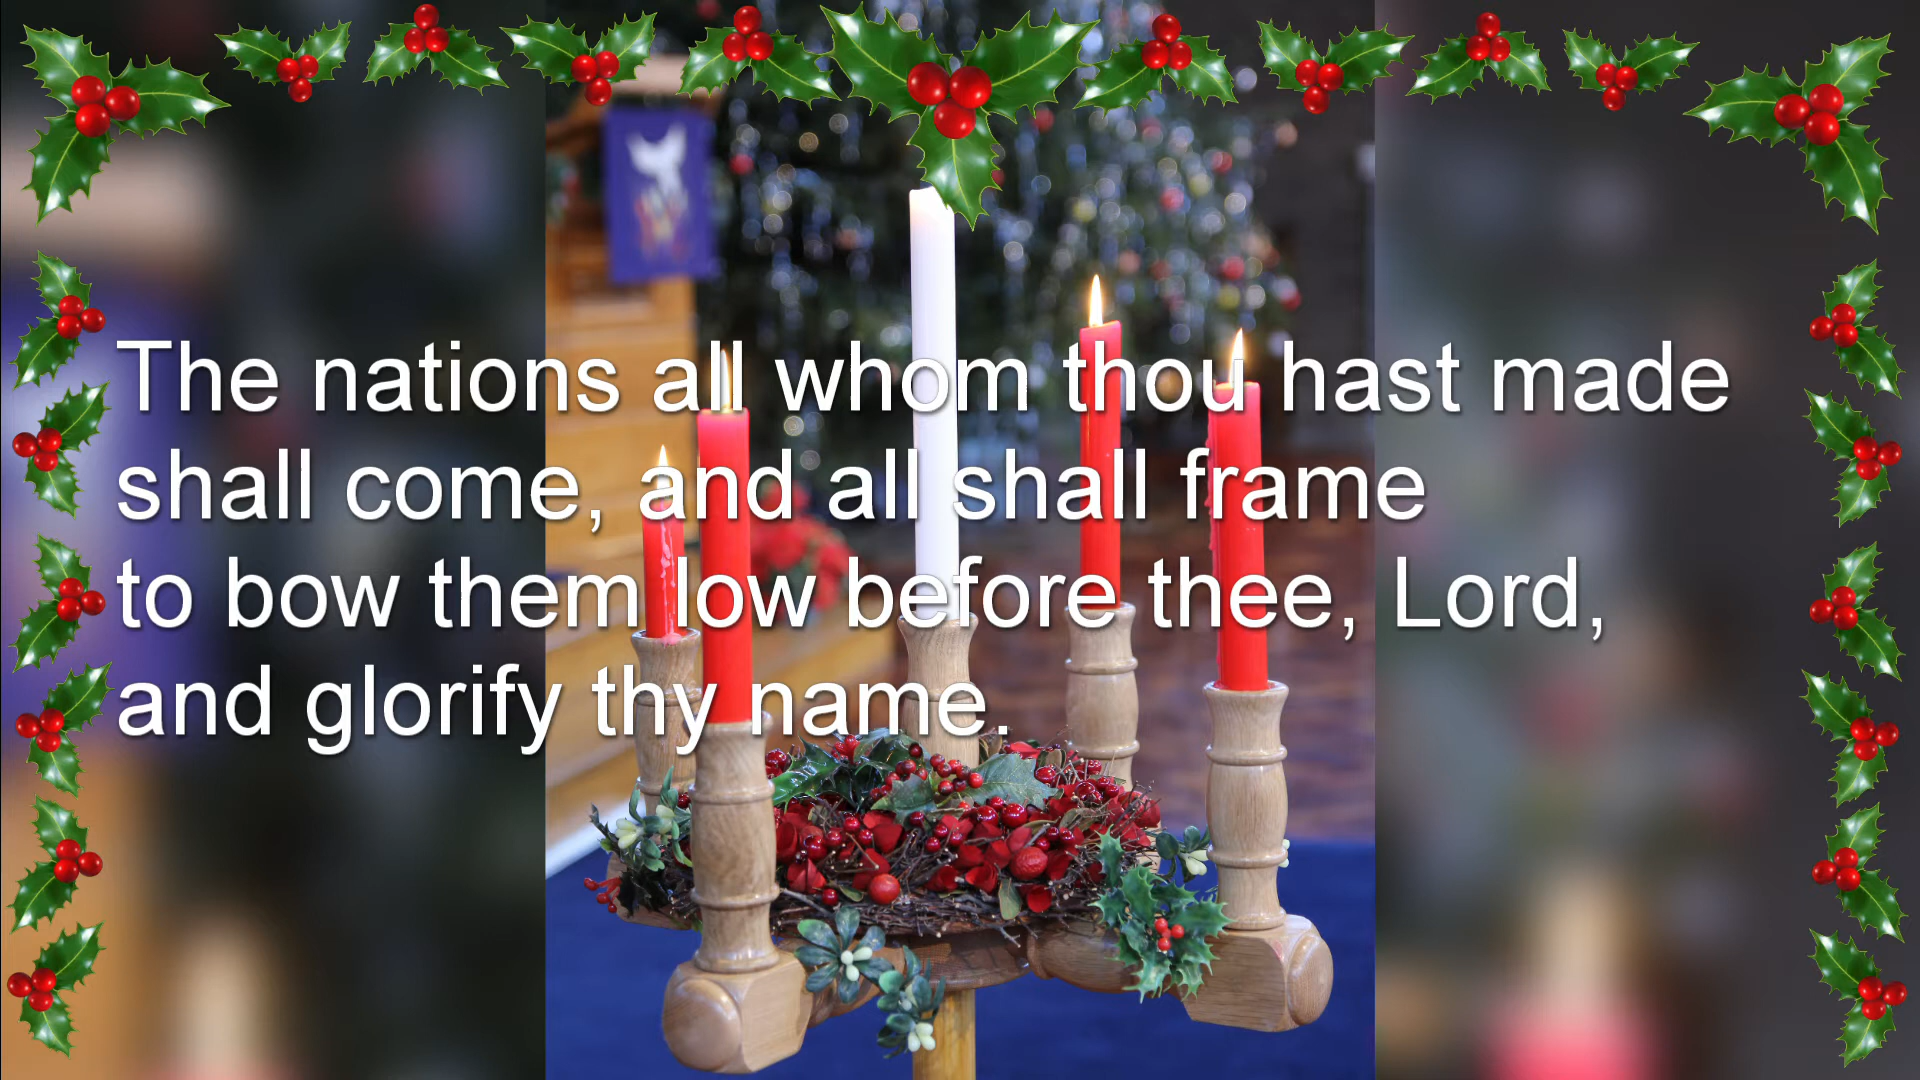 The nations all whom thou hast made
shall come, and all shall frame
to bow them low before thee, Lord,
and glorify thy name.